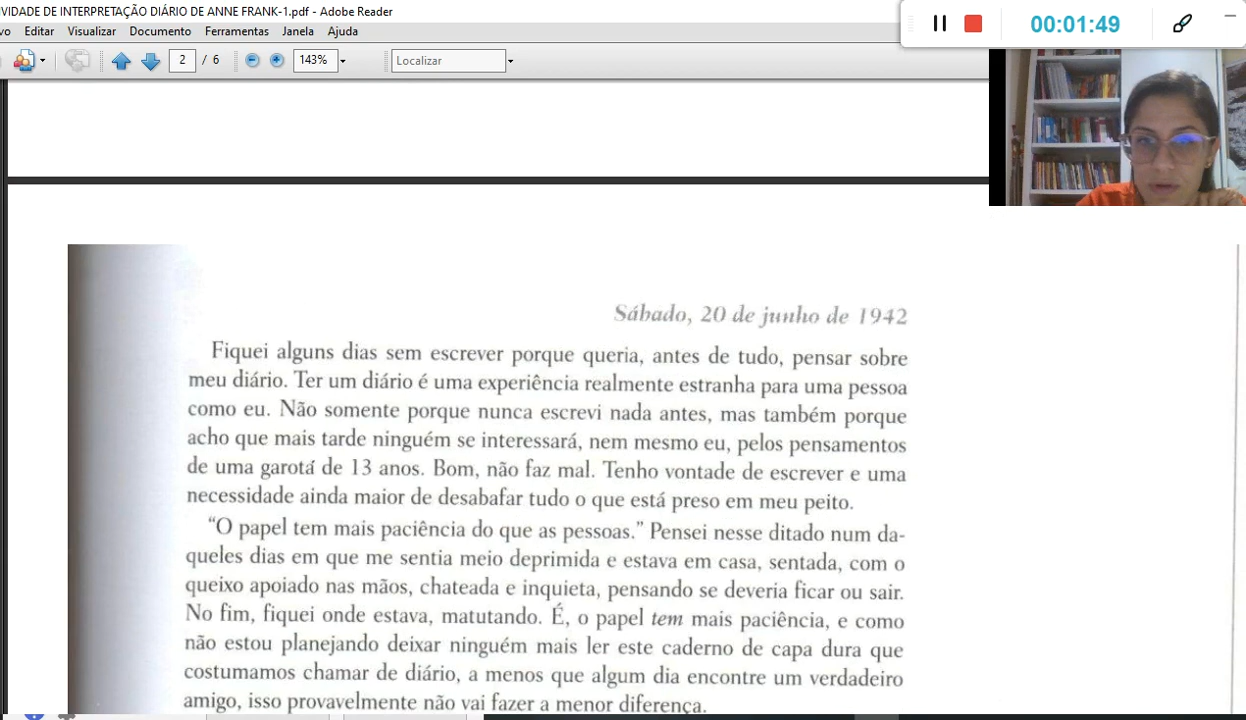 IVIDADE DE INTERPRETAÇÃO DIÁRIO DE ANNE FRANK-1.pdf - Adobe Reader
vo Editar Visualizar Documento Ferramentas Janela Ajuda
00:01:49
2 / 6 143% Localizar
Sábado, 20 de junho de 1942
Fiquei alguns dias sem escrever porque queria, antes de tudo, pensar sobre
meu diário. Ter um diário é uma experiência realmente estranha para uma pessoa
como eu. Não somente porque nunca escrevi nada antes, mas também porque
acho que mais tarde ninguém se interessará, nem mesmo eu, pelos pensamentos
de uma garota de 13 anos. Bom, não faz mal. Tenho vontade de escrever e uma
necessidade ainda maior de desabafar tudo o que está preso em meu peito.
“O papel tem mais paciência do que as pessoas.” Pensei nesse ditado num da-
queles dias em que me sentia meio deprimida e estava em casa, sentada, com o
queixo apoiado nas mãos, chateada e inquieta, pensando se deveria ficar ou sair.
No fim, fiquei onde estava, matutando. É, o papel tem mais paciência, e como
não estou planejando deixar ninguém mais ler este caderno de capa dura que
costumamos chamar de diário, a menos que algum dia encontre um verdadeiro
amigo, isso provavelmente não vai fazer a menor diferença.